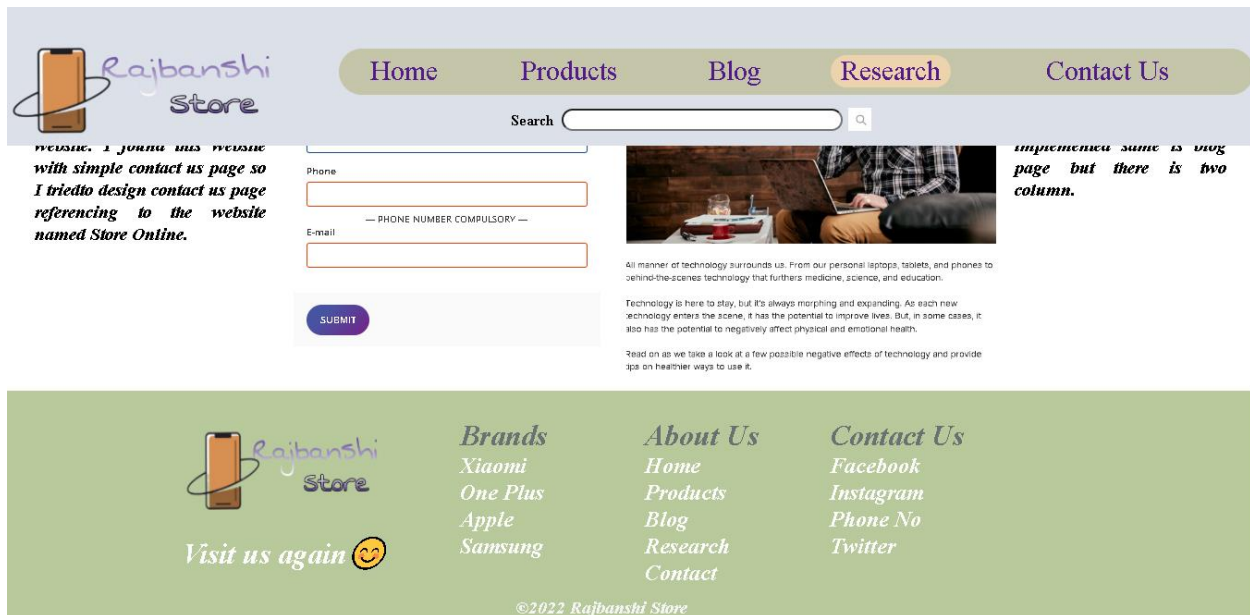 Rajbanshi
Store
Home Products Blog Research Contact Us
Search
website. I found this website
with simple contact us page so
I triedto design contact us page
referencing to the website
named Store Online.
Phone
— PHONE NUMBER COMPULSORY —
E-mail
SUBMIT
All manner of technology surrounds us. From our personal laptops, tablets, and phones to
behind-the-scenes technology that furthers medicine, science, and education.
Technology is here to stay, but it's always morphing and expanding. As each new
technology enters the scene, it has the potential to improve lives. But, in some cases, it
also has the potential to negatively affect physical and emotional health.
Read on as we take a look at a few possible negative effects of technology and provide
tips on healthier ways to use it.
implemented same is blog
page but there is two
column.
Rajbanshi
Store
Visit us again
Brands
Xiaomi
One Plus
Apple
Samsung
About Us
Home
Products
Blog
Research
Contact
Contact Us
Facebook
Instagram
Phone No
Twitter
©2022 Rajbanshi Store